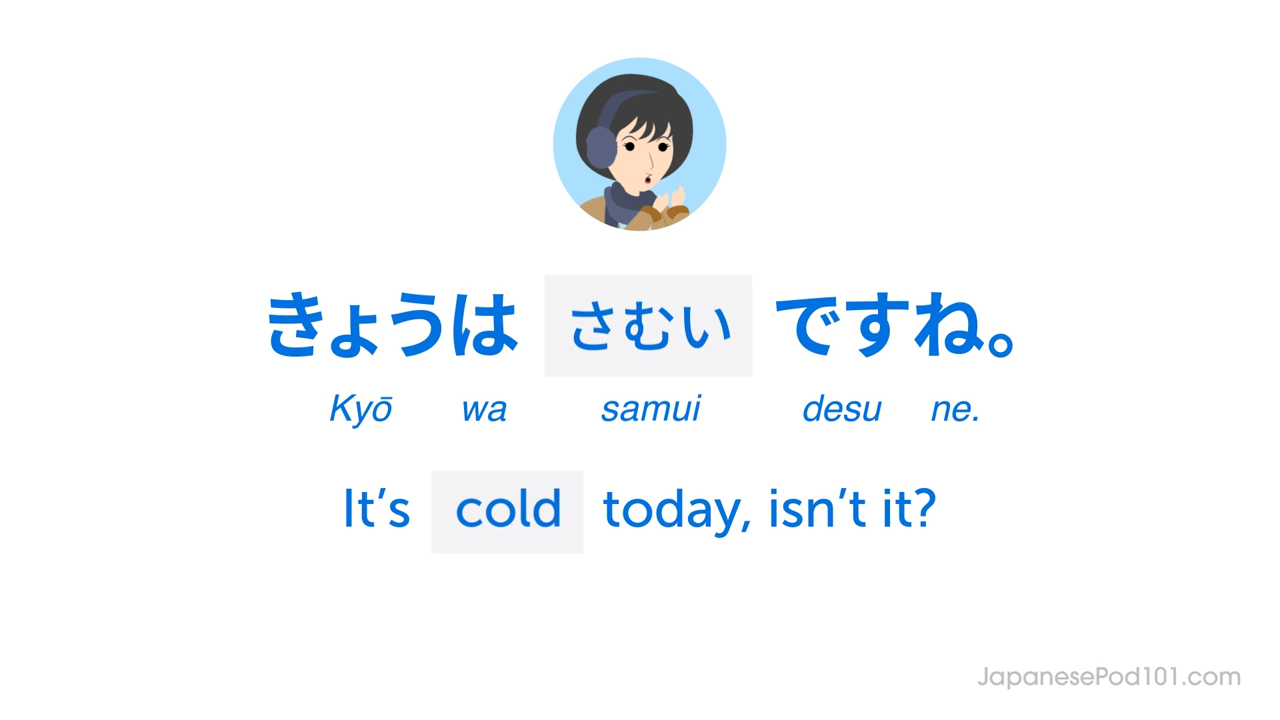 きょうは さむい ですね。
Kyō wa samui desu ne.
It's cold today, isn't it?
JapanesePod101.com